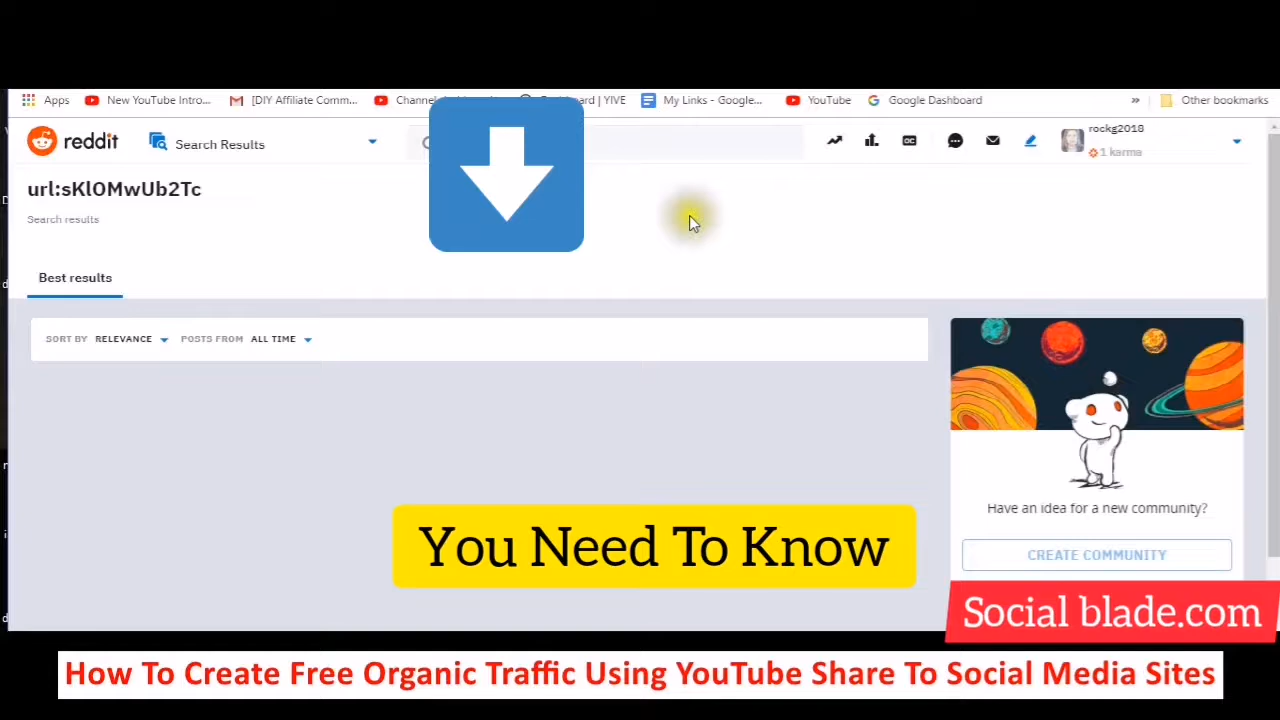 Apps
New YouTube Intro...
[DIY Affiliate Comm...
Channel
| YIVE
My Links - Google...
YouTube
Google Dashboard
»
Other bookmarks
reddit
Search Results
rockg2018
1 karma
url:sKlOMwUb2Tc
Search results
Best results
SORT BY RELEVANCE
POSTS FROM ALL TIME
Have an idea for a new community?
CREATE COMMUNITY
You Need To Know
Social blade.com
How To Create Free Organic Traffic Using YouTube Share To Social Media Sites